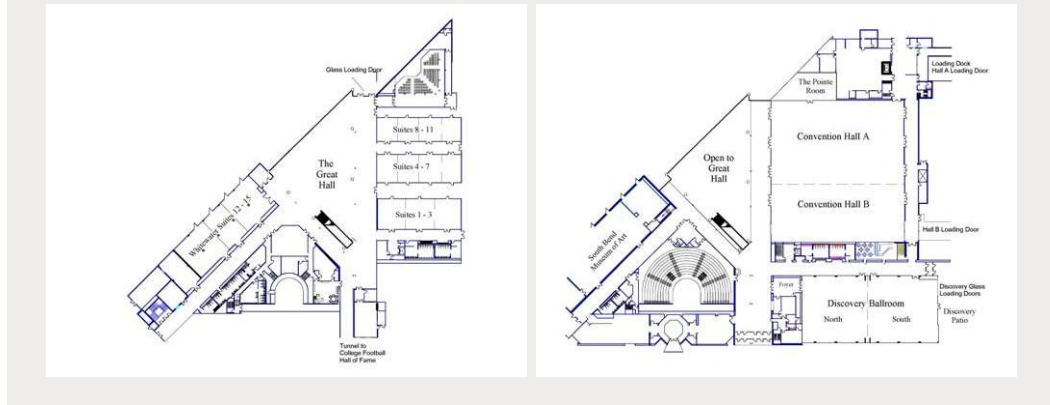 Glass Loading Door
Suites 8 - 11
The
Great
Hall
Suites 4 - 7
Whitewater Suites 12 - 15
Suites 1 - 3
Tunnel to
College Football
Hall of Fame
Loading Dock
Hall A Loading Door
The Pointe
Room
Convention Hall A
Open to
Great
Hall
Convention Hall B
South Bend
Museum of Art
Hall B Loading Door
Foyer
Discovery Glass
Loading Doors
Discovery Ballroom
North
South
Discovery
Patio